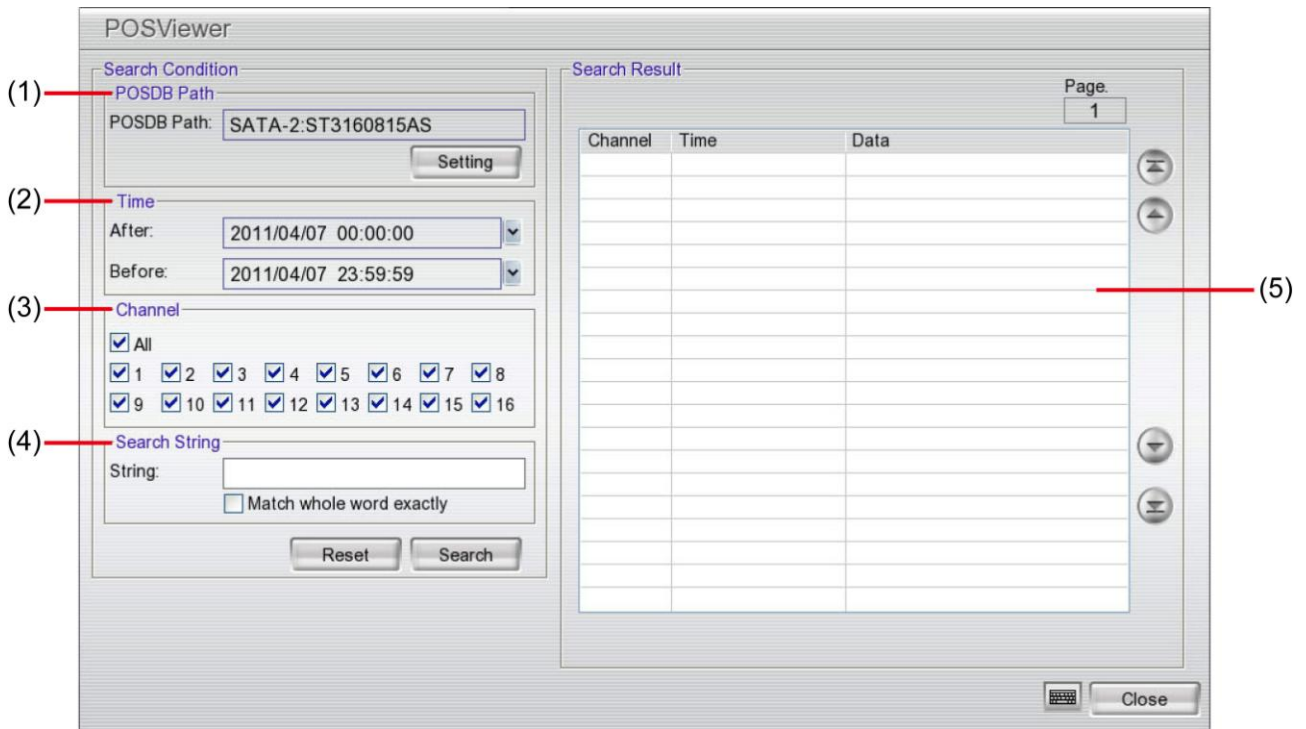 POSViewer
Search Condition
(1)
POSDB Path
POSDB Path: SATA-2:ST3160815AS
Setting
(2)
Time
After: 2011/04/07 00:00:00
Before: 2011/04/07 23:59:59
(3)
Channel
All
1 2 3 4 5 6 7 8
9 10 11 12 13 14 15 16
(4)
Search String
String:
Match whole word exactly
Reset Search
Search Result
Page.
1
Channel Time Data
(5)
Close